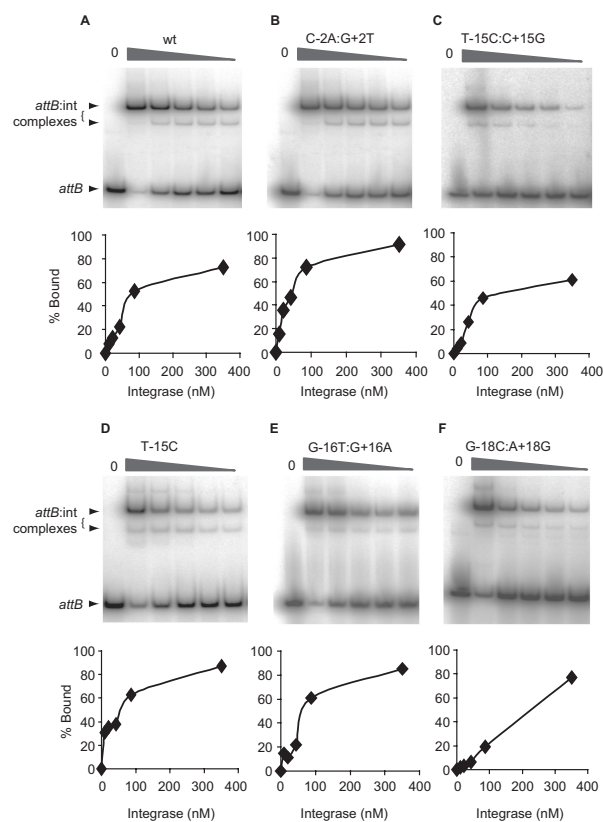 A B C
wt C-2A:G+2T T-15C:C+15G
0 0 0
attB:int
complexes {
attB
100 100 100
80 80 80
60 60 60
40 40 40
20 20 20
0 0 0
% Bound
0 100 200 300 400 0 100 200 300 400 0 100 200 300 400
Integrase (nM) Integrase (nM) Integrase (nM)
D E F
T-15C G-16T:G+16A G-18C:A+18G
0 0 0
attB:int
complexes {
attB
100 100 100
80 80 80
60 60 60
40 40 40
20 20 20
0 0 0
% Bound
0 100 200 300 400 0 100 200 300 400 0 100 200 300 400
Integrase (nM) Integrase (nM) Integrase (nM)